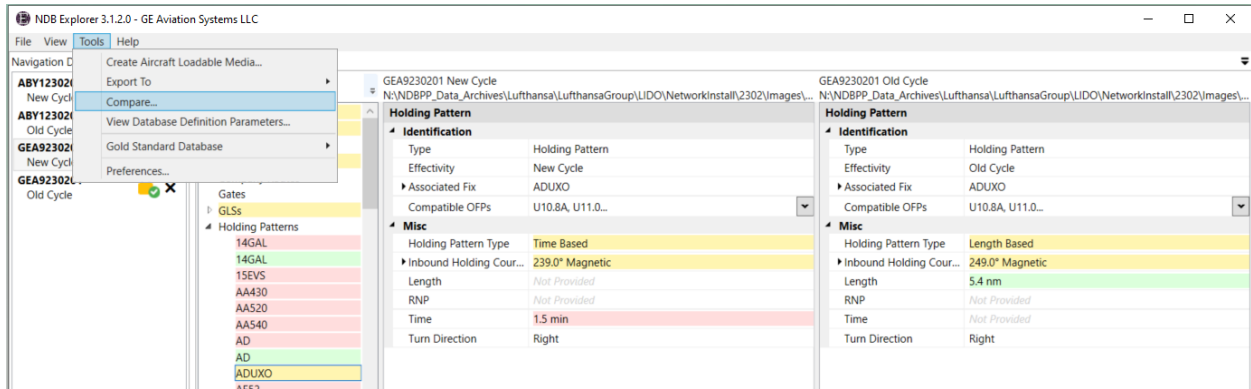 NDB Explorer 3.1.2.0 - GE Aviation Systems LLC
File View Tools Help
Navigation D
Create Aircraft Loadable Media...
Export To
Compare...
View Database Definition Parameters...
Gold Standard Database
Preferences...
ABY12302
New Cycl
ABY12302
Old Cycle
GEA92302
New Cycl
GEA9230201
Old Cycle
Gates
GLSs
Holding Patterns
14GAL
14GAL
15EVS
AA430
AA520
AA540
AD
AD
ADUXO
GEA9230201 New Cycle
N:\NDBPP_Data_Archives\Lufthansa\LufthansaGroup\LIDO\NetworkInstall\2302\Images\...
Holding Pattern
Identification
Type Holding Pattern
Effectivity New Cycle
Associated Fix ADUXO
Compatible OFPs U10.8A, U11.0...
Misc
Holding Pattern Type Time Based
Inbound Holding Cour... 239.0° Magnetic
Length Not Provided
RNP Not Provided
Time 1.5 min
Turn Direction Right
GEA9230201 Old Cycle
N:\NDBPP_Data_Archives\Lufthansa\LufthansaGroup\LIDO\NetworkInstall\2302\Images\...
Holding Pattern
Identification
Type Holding Pattern
Effectivity Old Cycle
Associated Fix ADUXO
Compatible OFPs U10.8A, U11.0...
Misc
Holding Pattern Type Length Based
Inbound Holding Cour... 249.0° Magnetic
Length 5.4 nm
RNP Not Provided
Time Not Provided
Turn Direction Right